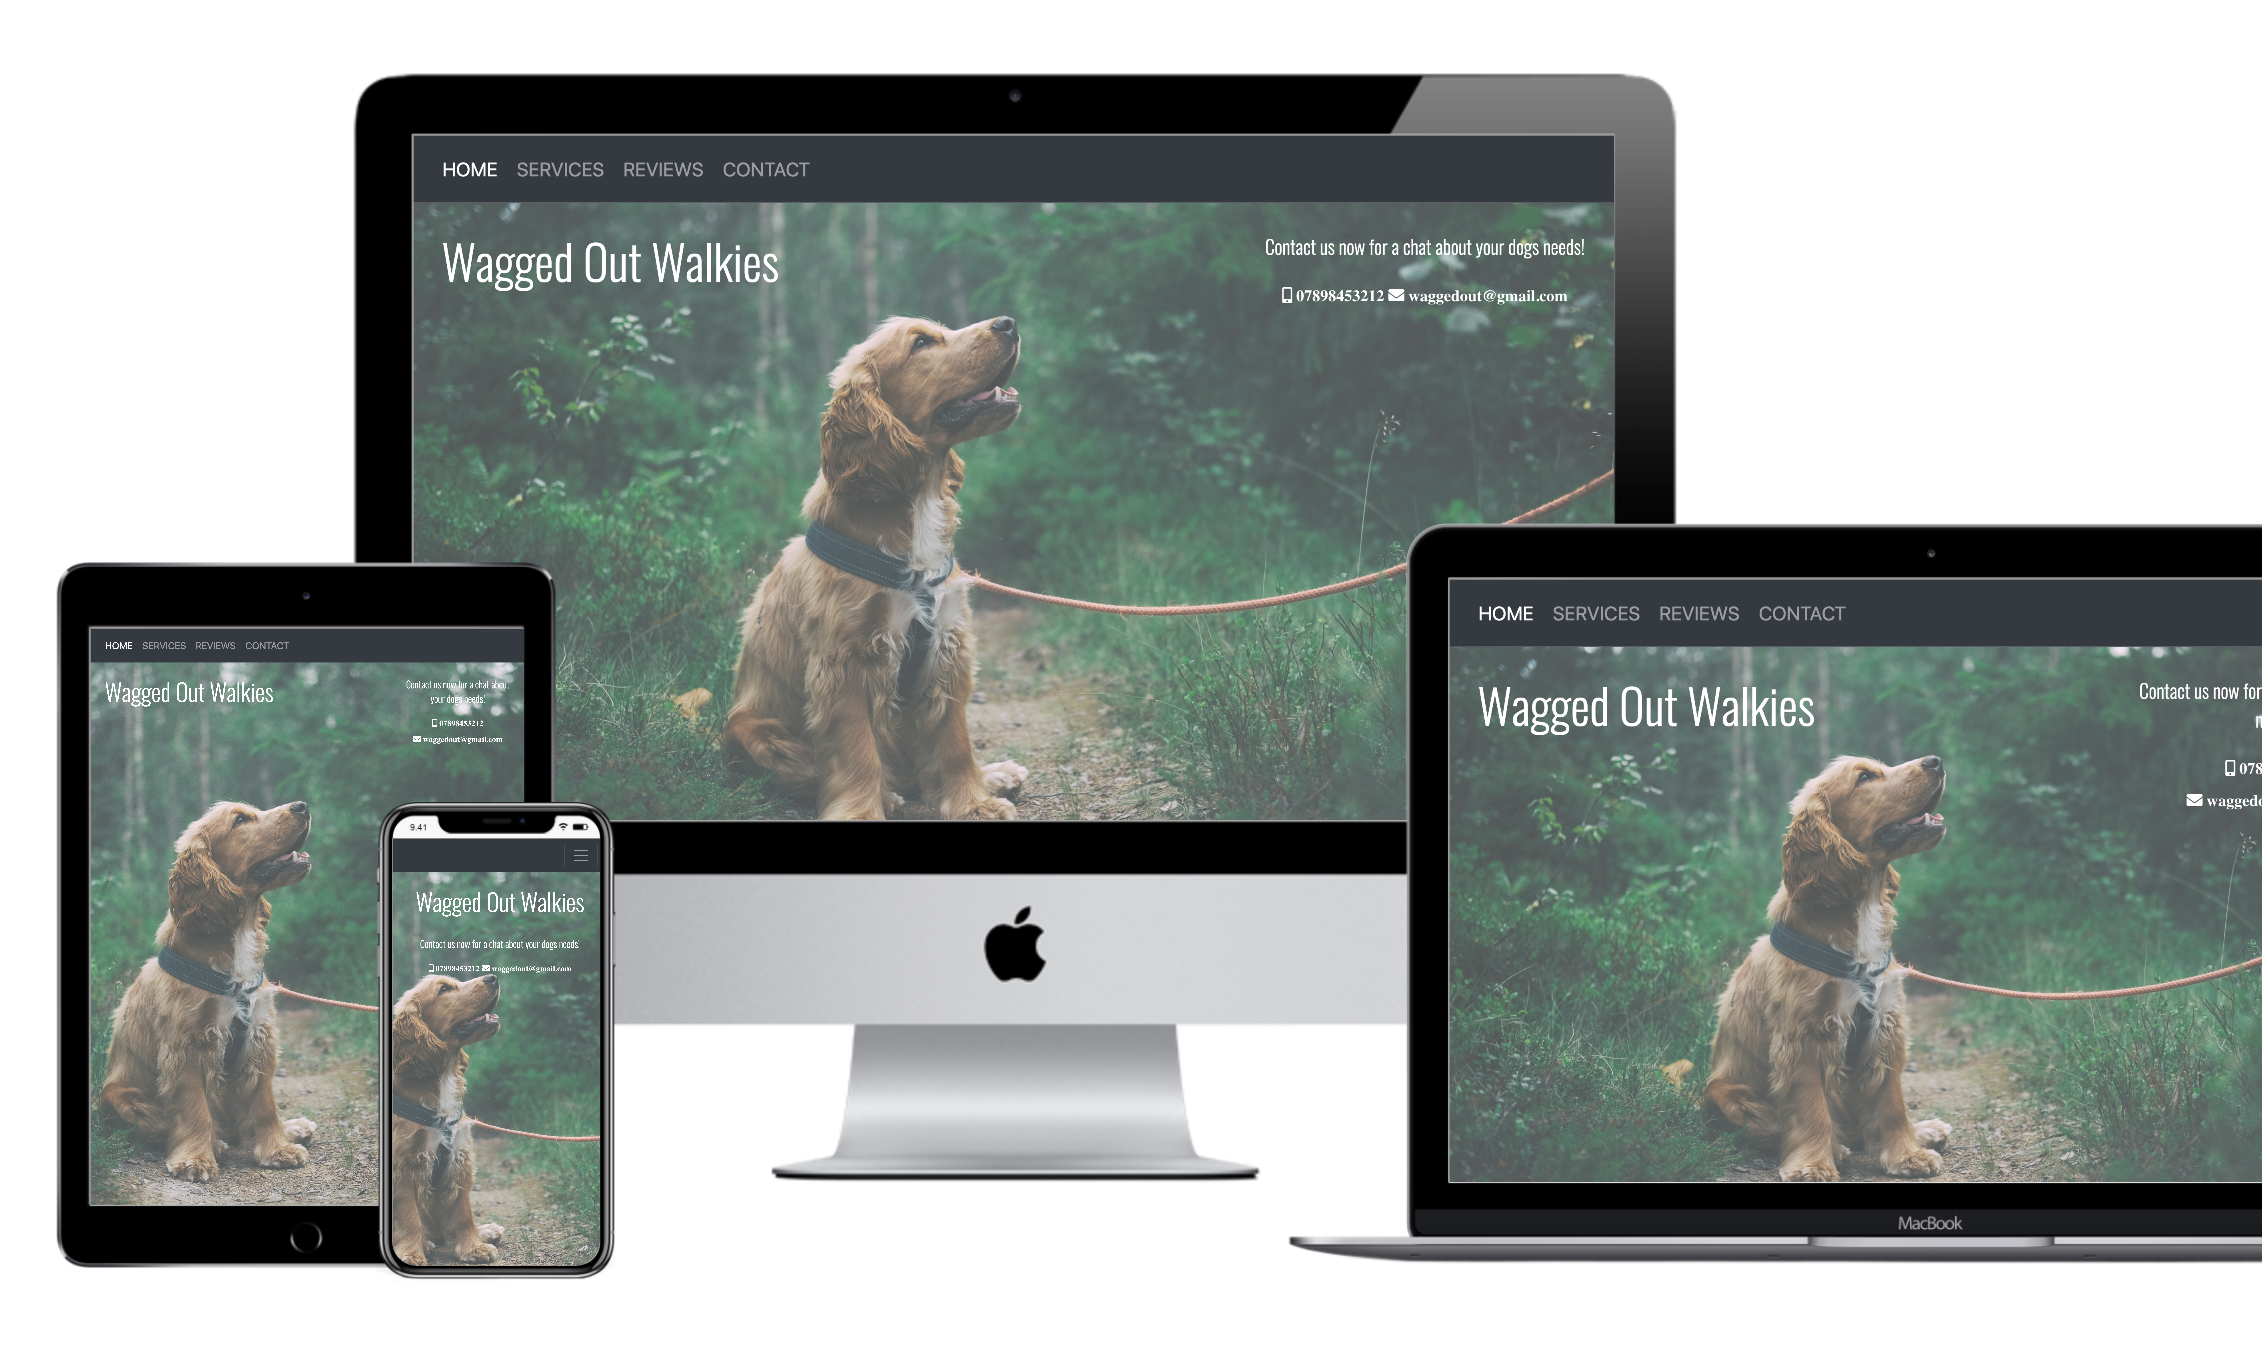 HOME SERVICES REVIEWS CONTACT
Wagged Out Walkies
Contact us now for a chat about your dogs needs!
07898453212 waggedout@gmail.com
HOME SERVICES REVIEWS CONTACT
Wagged Out Walkies
Contact us now for a chat about
your dogs needs!
07898453212
waggedout@gmail.com
9.41
Wagged Out Walkies
Contact us now for a chat about your dogs needs!
07898453212 waggedout@gmail.com
HOME SERVICES REVIEWS CONTACT
Wagged Out Walkies
Contact us now for
078
waggedo
MacBook